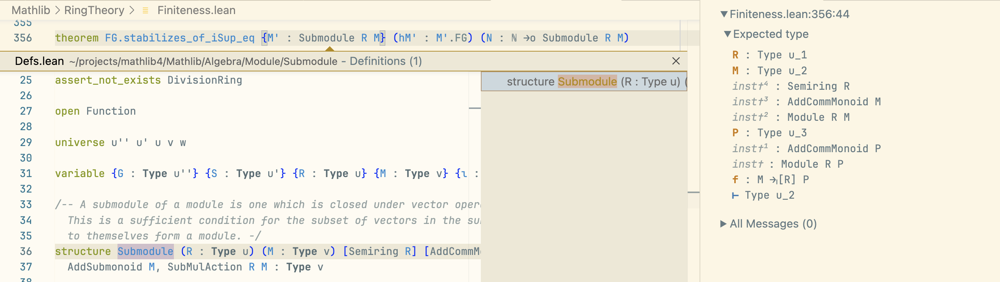 Mathlib > RingTheory > Finiteness.lean
355
356 theorem FG.stabilizes_of_iSup_eq {M' : Submodule R M} (hM' : M'.FG) (N : ℕ →o Submodule R M)
Defs.lean ~/projects/mathlib4/Mathlib/Algebra/Module/Submodule - Definitions (1)
25 assert_not_exists DivisionRing
26
27 open Function
28
29 universe u'' u' u v w
30
31 variable {G : Type u''} {S : Type u'} {R : Type u} {M : Type v} {ι :
32
33 /-- A submodule of a module is one which is closed under vector oper
34 This is a sufficient condition for the subset of vectors in the su
35 to themselves form a module. -/
36 structure Submodule (R : Type u) (M : Type v) [Semiring R] [AddCommM
37 AddSubmonoid M, SubMulAction R M : Type v
38
structure Submodule (R : Type u) (
Finiteness.lean:356:44
Expected type
R : Type u_1
M : Type u_2
inst✝⁴ : Semiring R
inst✝³ : AddCommMonoid M
inst✝² : Module R M
P : Type u_3
inst✝¹ : AddCommMonoid P
inst✝ : Module R P
f : M →ₗ[R] P
⊢ Type u_2
All Messages (0)